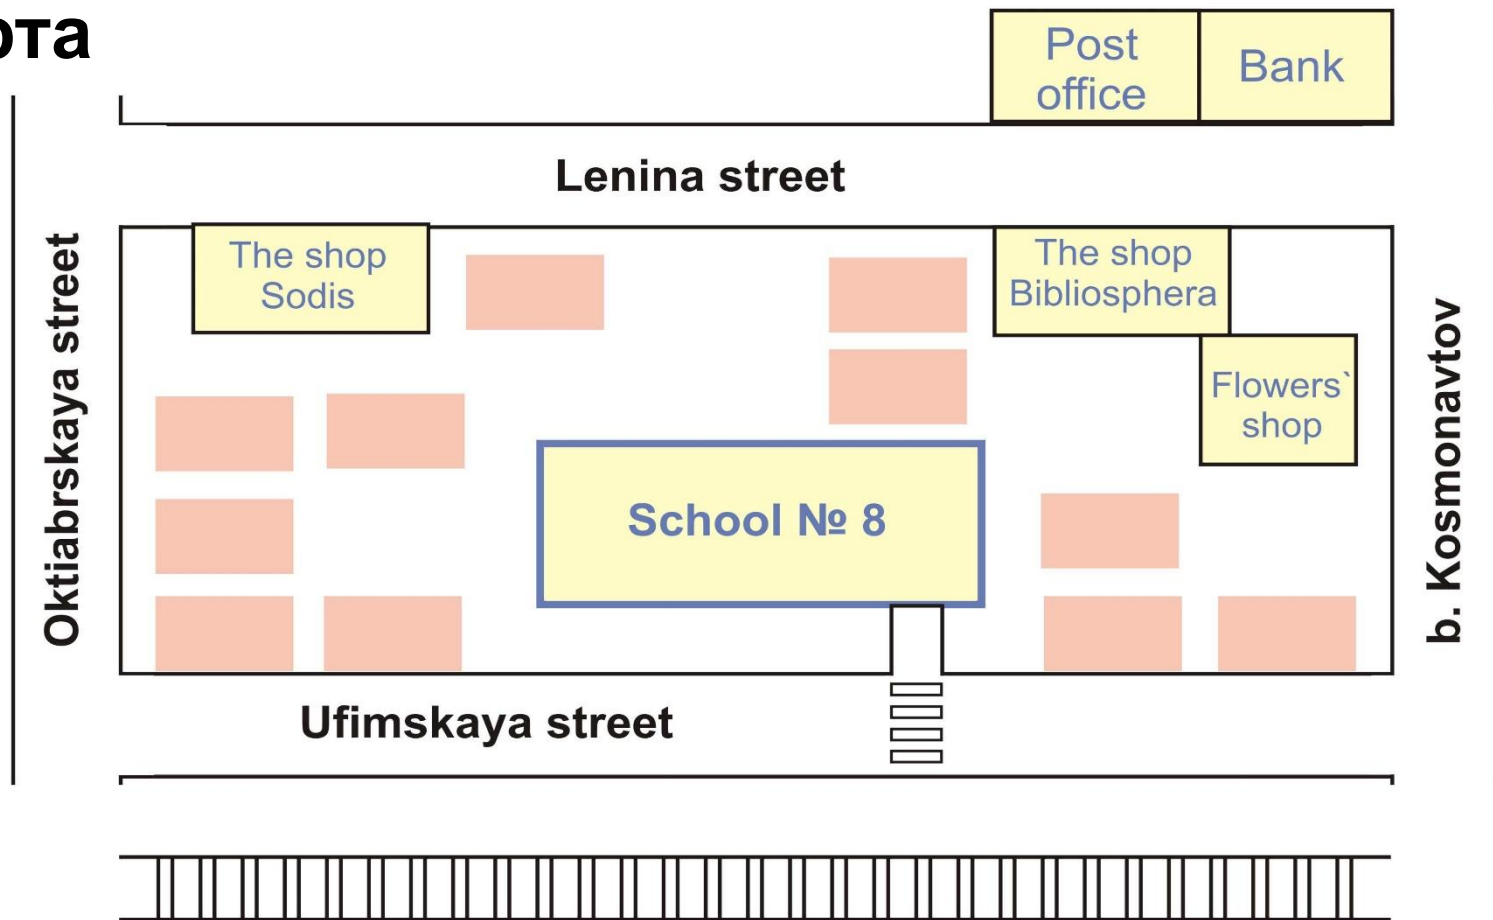 Post
office
Bank
Lenina street
The shop
Sodis
The shop
Bibliosphera
Flowers`
shop
Oktiabrskaya street
b. Kosmonavtov
School № 8
Ufimskaya street